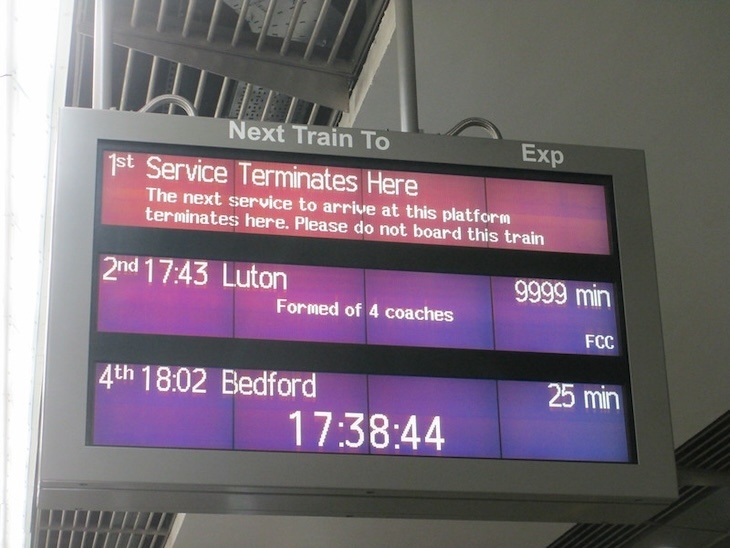 Next Train To Exp
1st Service Terminates Here
The next service to arrive at this platform
terminates here. Please do not board this train
2nd 17:43 Luton 9999 min
Formed of 4 coaches
FCC
4th 18:02 Bedford 25 min
17:38:44